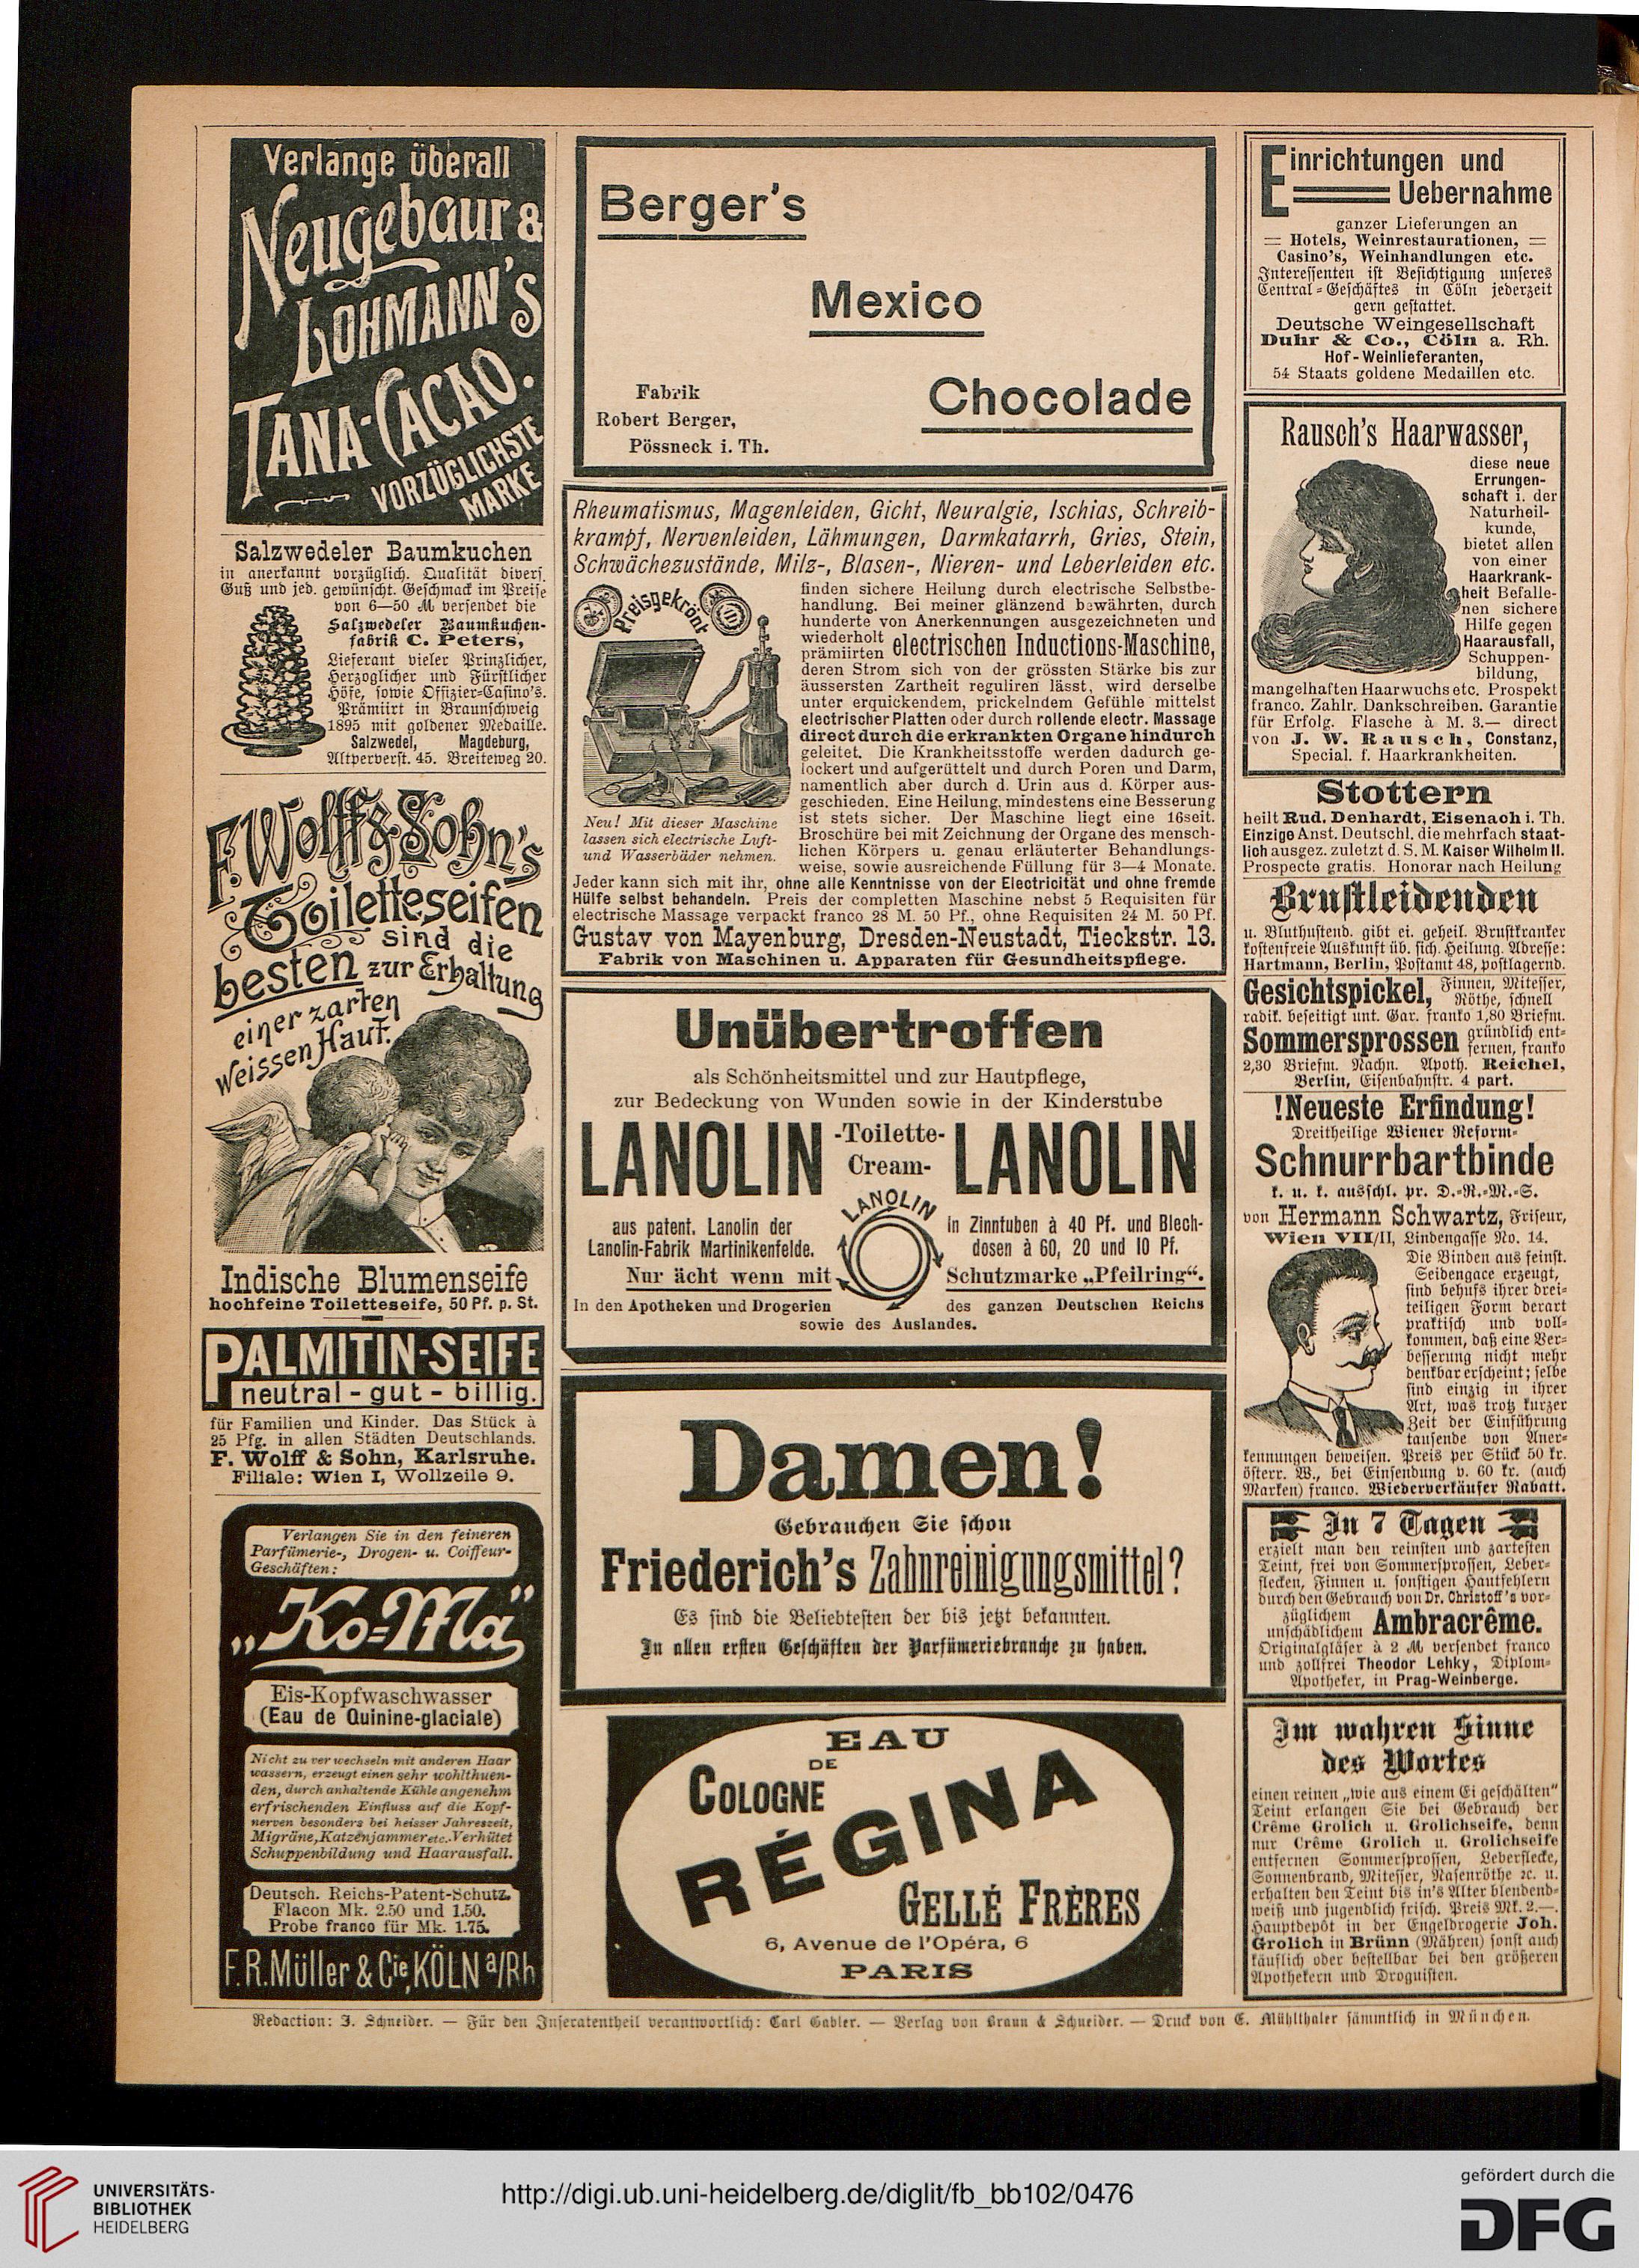 Verlange überall
Neugebaur &
LOHMANN'S
TANA-CACAO.
VORZÜGLICHSTE
MARKE
Salzwedeler Baumkuchen
in anerkannt vorzüglich. Qualität divers.
Guß und jed. gewünscht. Geschmack im Preise
von 6—50 M versendet die
Salzwedeler Baumkuchen-
fabrik C. Peters,
Lieferant vieler Prinzlicher,
Herzoglicher und Fürstlicher
Höfe, sowie Offizier-Casino's.
Prämiirt in Braunschweig
1895 mit goldener Medaille.
Salzwedel, Magdeburg,
Altperverst. 45. Breiteweg 20.
F. Wolff & Sohn's
Toiletteseifen
sind die
besten zur Erhaltung
einer zarten
weissen Haut.
Indische Blumenseife
hochfeine Toiletteseife, 50 Pf. p. St.
PALMITIN-SEIFE
neutral - gut - billig.
für Familien und Kinder. Das Stück à
25 Pfg. in allen Städten Deutschlands.
F. Wolff & Sohn, Karlsruhe.
Filiale: Wien I, Wollzeile 9.
Verlangen Sie in den feineren
Parfümerie-, Drogen- u. Coiffeur-
Geschäften:
„Ko-Ma"
Eis-Kopfwaschwasser
(Eau de Quinine-glaciale)
Nicht zu verwechseln mit anderen Haar
wassern, erzeugt einen sehr wohlthuen-
den, durch anhaltende Kühle angenehm
erfrischenden Einfluss auf die Kopf-
nerven besonders bei heisser Jahreszeit,
Migräne, Katzenjammer etc. Verhütet
Schuppenbildung und Haarausfall.
Deutsch. Reichs-Patent-Schutz.
Flacon Mk. 2.50 und 1.50.
Probe franco für Mk. 1.75.
F.R. Müller & Cie, KÖLN a/Rh
Berger's
Mexico
Chocolade
Fabrik
Robert Berger,
Pössneck i. Th.
Rheumatismus, Magenleiden, Gicht, Neuralgie, Ischias, Schreib-
krampf, Nervenleiden, Lähmungen, Darmkatarrh, Gries, Stein,
Schwächezustände, Milz-, Blasen-, Nieren- und Leberleiden etc.
Preisgekrönt
finden sichere Heilung durch electrische Selbstbe-
handlung. Bei meiner glänzend bewährten, durch
hunderte von Anerkennungen ausgezeichneten und
wiederholt
prämiirten electrischen Inductions-Maschine,
deren Strom sich von der grössten Stärke bis zur
äussersten Zartheit reguliren lässt, wird derselbe
unter erquickendem, prickelndem Gefühle mittelst
electrischer Platten oder durch rollende electr. Massage
direct durch die erkrankten Organe hindurch
geleitet. Die Krankheitsstoffe werden dadurch ge-
lockert und aufgerüttelt und durch Poren und Darm,
namentlich aber durch d. Urin aus d. Körper aus-
geschieden. Eine Heilung, mindestens eine Besserung
ist stets sicher. Der Maschine liegt eine 16seit.
Broschüre bei mit Zeichnung der Organe des mensch-
lichen Körpers u. genau erläuterter Behandlungs-
weise, sowie ausreichende Füllung für 3—4 Monate.
Neu! Mit dieser Maschine
lassen sich electrische Luft-
und Wasserbäder nehmen.
Jeder kann sich mit ihr, ohne alle Kenntnisse von der Electricität und ohne fremde
Hülfe selbst behandeln. Preis der completten Maschine nebst 5 Requisiten für
electrische Massage verpackt franco 28 M. 50 Pf., ohne Requisiten 24 M. 50 Pf.
Gustav von Mayenburg, Dresden-Neustadt, Tieckstr. 13.
Fabrik von Maschinen u. Apparaten für Gesundheitspflege.
Unübertroffen
als Schönheitsmittel und zur Hautpflege,
zur Bedeckung von Wunden sowie in der Kinderstube
LANOLIN -Toilette-Cream- LANOLIN
LANOLIN
aus patent. Lanolin der
Lanolin-Fabrik Martinikenfelde.
in Zinntuben à 40 Pf. und Blech-
dosen à 60, 20 und 10 Pf.
Nur ächt wenn mit Schutzmarke „Pfeilring“.
In den Apotheken und Drogerien des ganzen Deutschen Reichs
sowie des Auslandes.
Damen!
Gebrauchen Sie schon
Friederich's Zahnreinigungsmittel?
Es sind die Beliebtesten der bis jetzt bekannten.
In allen ersten Geschäften der Parfümeriebranche zu haben.
EAU
DE
COLOGNE
RÉGINA
GELLÉ FRÈRES
6, Avenue de l'Opéra, 6
PARIS
Einrichtungen und
Uebernahme
ganzer Lieferungen an
Hotels, Weinrestaurationen,
Casino's, Weinhandlungen etc.
Interessenten ist Besichtigung unseres
Central-Geschäftes in Cöln jederzeit
gern gestattet.
Deutsche Weingesellschaft
Duhr & Co., Cöln a. Rh.
Hof-Weinlieferanten,
54 Staats goldene Medaillen etc.
Rausch's Haarwasser,
diese neue
Errungen-
schaft i. der
Naturheil-
kunde,
bietet allen
von einer
Haarkrank-
heit Befalle-
nen sichere
Hilfe gegen
Haarausfall,
Schuppen-
bildung,
mangelhaften Haarwuchs etc. Prospekt
franco. Zahlr. Dankschreiben. Garantie
für Erfolg. Flasche à M. 3.— direct
von J. W. Rausch, Constanz,
Special. f. Haarkrankheiten.
Stottern
heilt Rud. Denhardt, Eisenach i. Th.
Einzige Anst. Deutschl. die mehrfach staat-
lich ausgez. zuletzt d. S. M. Kaiser Wilhelm II.
Prospecte gratis. Honorar nach Heilung
Brustleidenden
u. Bluthustend. gibt ei. geheil. Brustkranker
kostenfreie Auskunft üb. sich. Heilung. Adresse:
Hartmann, Berlin, Postamt 48, postlagernd.
Gesichtspickel, Finnen, Mitesser,
Röthe, schnell
radik. beseitigt unt. Gar. franko 1,80 Briefm.
Sommersprossen gründlich ent-
fernen, franko
2,30 Briefm. Nachn. Apoth. Reichel,
Berlin, Eisenbahnstr. 4 part.
!Neueste Erfindung!
Dreitheilige Wiener Reform-
Schnurrbartbinde
k. u. k. ausschl. pr. D.-R.-M.-S.
von Hermann Schwartz, Friseur,
Wien VII/II, Lindengasse No. 14.
Die Binden aus feinst.
Seidengace erzeugt,
sind behufs ihrer drei-
teiligen Form derart
praktisch und voll-
kommen, daß eine Ver-
besserung nicht mehr
denkbar erscheint; selbe
sind einzig in ihrer
Art, was trotz kurzer
Zeit der Einführung
tausende von Aner-
kennungen beweisen. Preis per Stück 50 kr.
österr. W., bei Einsendung v. 60 kr. (auch
Marken) franco. Wiederverkäufer Rabatt.
In 7 Tagen
erzielt man den reinsten und zartesten
Teint, frei von Sommersprossen, Leber-
flecken, Finnen u. sonstigen Hautfehlern
durch den Gebrauch von Dr. Christoff's vor-
züglichem
unschädlichem Ambracrême.
Originalgläser à 2 M versendet franco
und zollfrei Theodor Lehky, Diplom-
Apotheker, in Prag-Weinberge.
Im wahren Sinne
des Wortes
einen reinen „wie aus einem Ei geschälten"
Teint erlangen Sie bei Gebrauch der
Crême Grolich u. Grolichseife, denn
nur Crême Grolich u. Grolichseife
entfernen Sommersprossen, Leberflecke,
Sonnenbrand, Mitesser, Nasenröthe ꝛc. u.
erhalten den Teint bis in's Alter blendend-
weiß und jugendlich frisch. Preis Mk. 2.—.
Hauptdepôt in der Engeldrogerie Joh.
Grolich in Brünn (Mähren) sonst auch
käuflich oder bestellbar bei den größeren
Apothekern und Droguisten.
Redaction: J. Schneider. — Für den Inseratentheil verantwortlich: Carl Gabler. — Verlag von Braun & Schneider. — Druck von E. Mühlthaler sämmtlich in München.
UNIVERSITÄTS-
BIBLIOTHEK
HEIDELBERG
http://digi.ub.uni-heidelberg.de/diglit/fb_bb102/0476
gefördert durch die
DFG